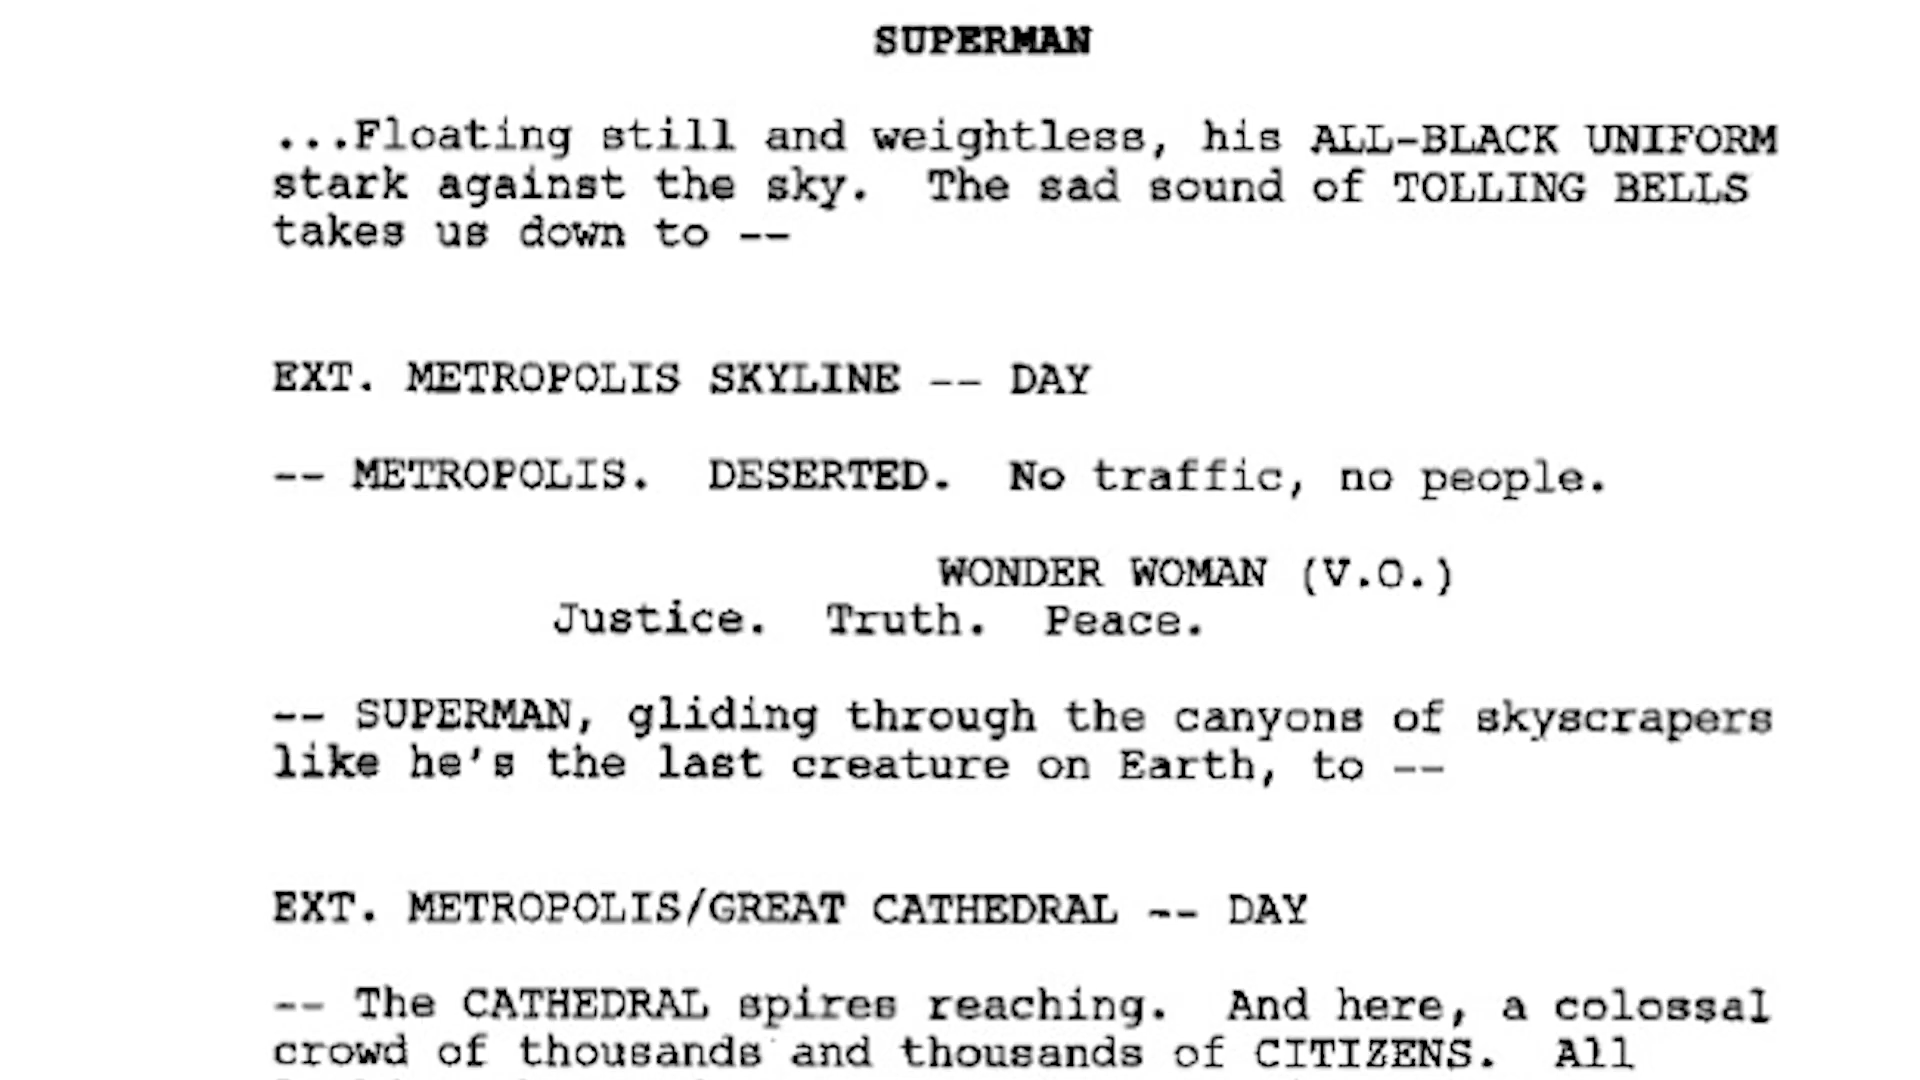 SUPERMAN
...Floating still and weightless, his ALL-BLACK UNIFORM
stark against the sky.  The sad sound of TOLLING BELLS
takes us down to --
EXT. METROPOLIS SKYLINE -- DAY
-- METROPOLIS.  DESERTED.  No traffic, no people.
WONDER WOMAN (V.O.)
Justice.  Truth.  Peace.
-- SUPERMAN, gliding through the canyons of skyscrapers
like he's the last creature on Earth, to --
EXT. METROPOLIS/GREAT CATHEDRAL -- DAY
-- The CATHEDRAL spires reaching.  And here, a colossal
crowd of thousands and thousands of CITIZENS.  All